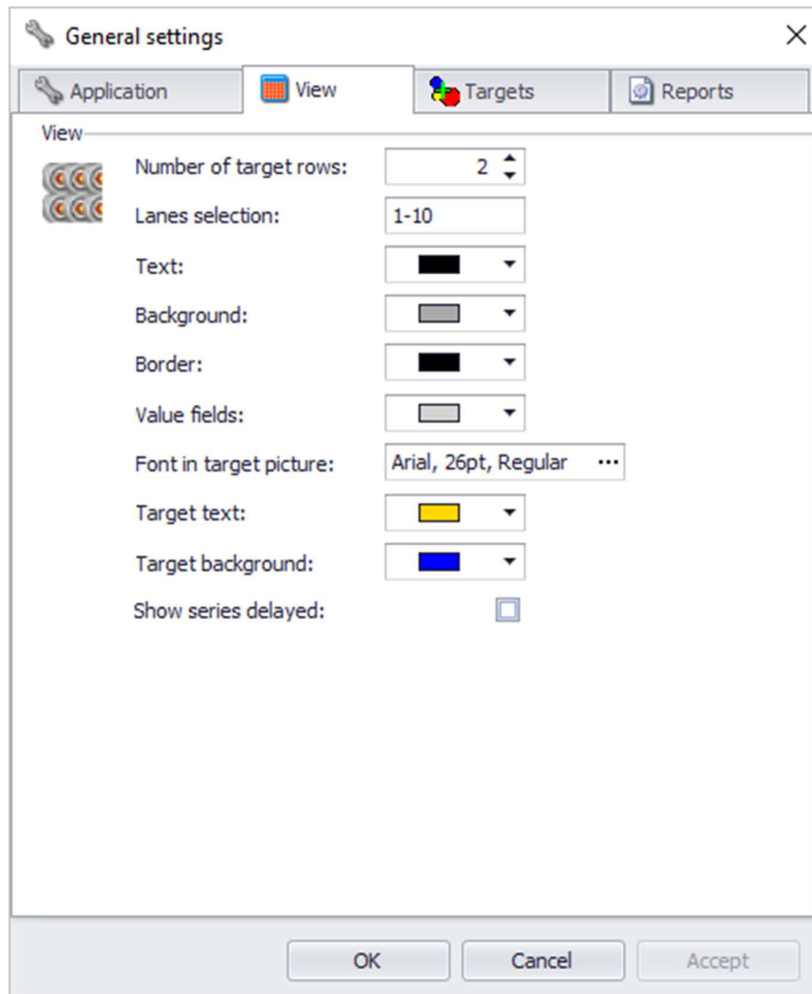 General settings
Application View Targets Reports
View
Number of target rows: 2
Lanes selection: 1-10
Text:
Background:
Border:
Value fields:
Font in target picture: Arial, 26pt, Regular ...
Target text:
Target background:
Show series delayed:
OK Cancel Accept